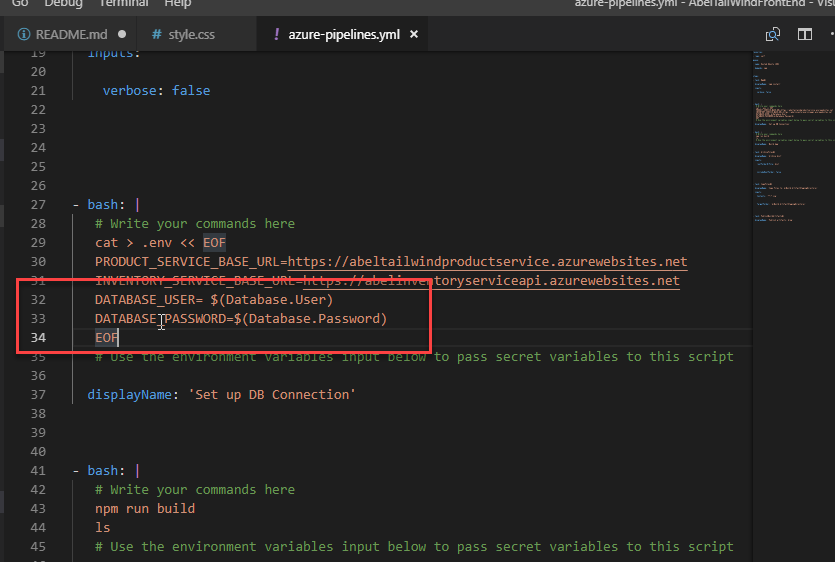 Go Debug Terminal Help azure-pipelines.yml - AbelTailWindFrontEnd - Visu
README.md style.css ! azure-pipelines.yml ×
19 inputs:
20
21 verbose: false
22
23
24
25
26
27 - bash: |
28 # Write your commands here
29 cat > .env << EOF
30 PRODUCT_SERVICE_BASE_URL=https://abeltailwindproductservice.azurewebsites.net
31 INVENTORY_SERVICE_BASE_URL=https://abelinventoryserviceapi.azurewebsites.net
32 DATABASE_USER= $(Database.User)
33 DATABASE_PASSWORD=$(Database.Password)
34 EOF
35 # Use the environment variables input below to pass secret variables to this script
36
37 displayName: 'Set up DB Connection'
38
39
40
41 - bash: |
42 # Write your commands here
43 npm run build
44 ls
45 # Use the environment variables input below to pass secret variables to this script